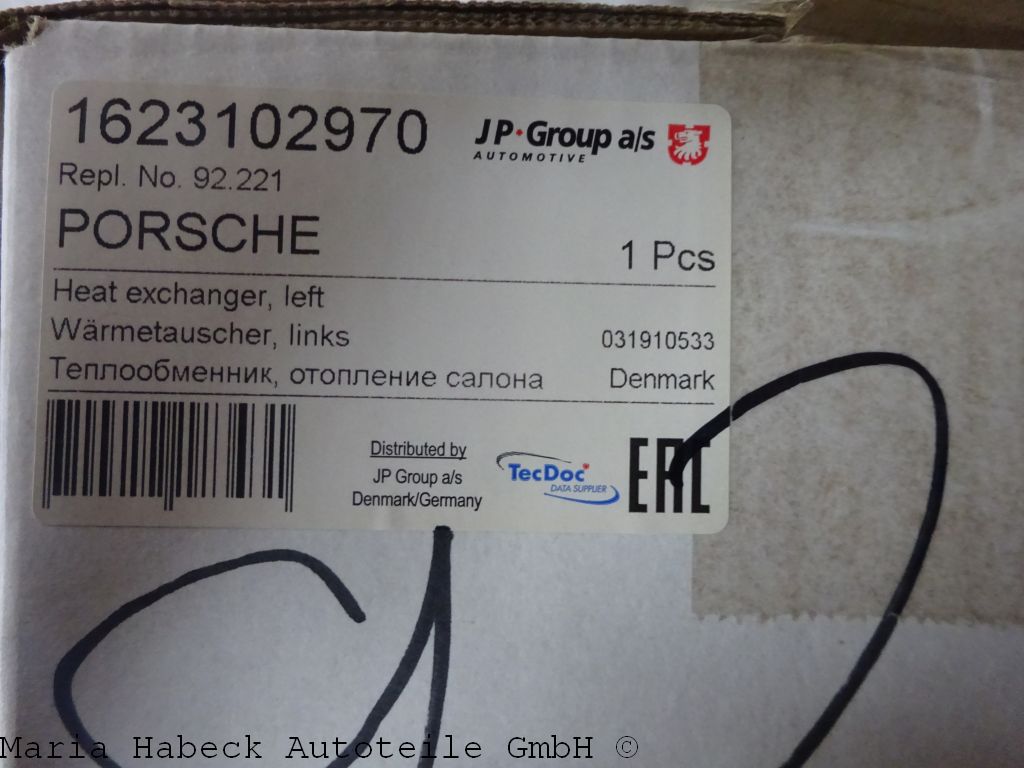 1623102970
JP Group a/s
AUTOMOTIVE
Repl. No. 92.221
PORSCHE
1 Pcs
Heat exchanger, left
Wärmetauscher, links
031910533
Теплообменник, отопление салона
Denmark
Distributed by
JP Group a/s
Denmark/Germany
TecDoc
DATA SUPPLIER
EAC
Maria Habeck Autoteile GmbH ©